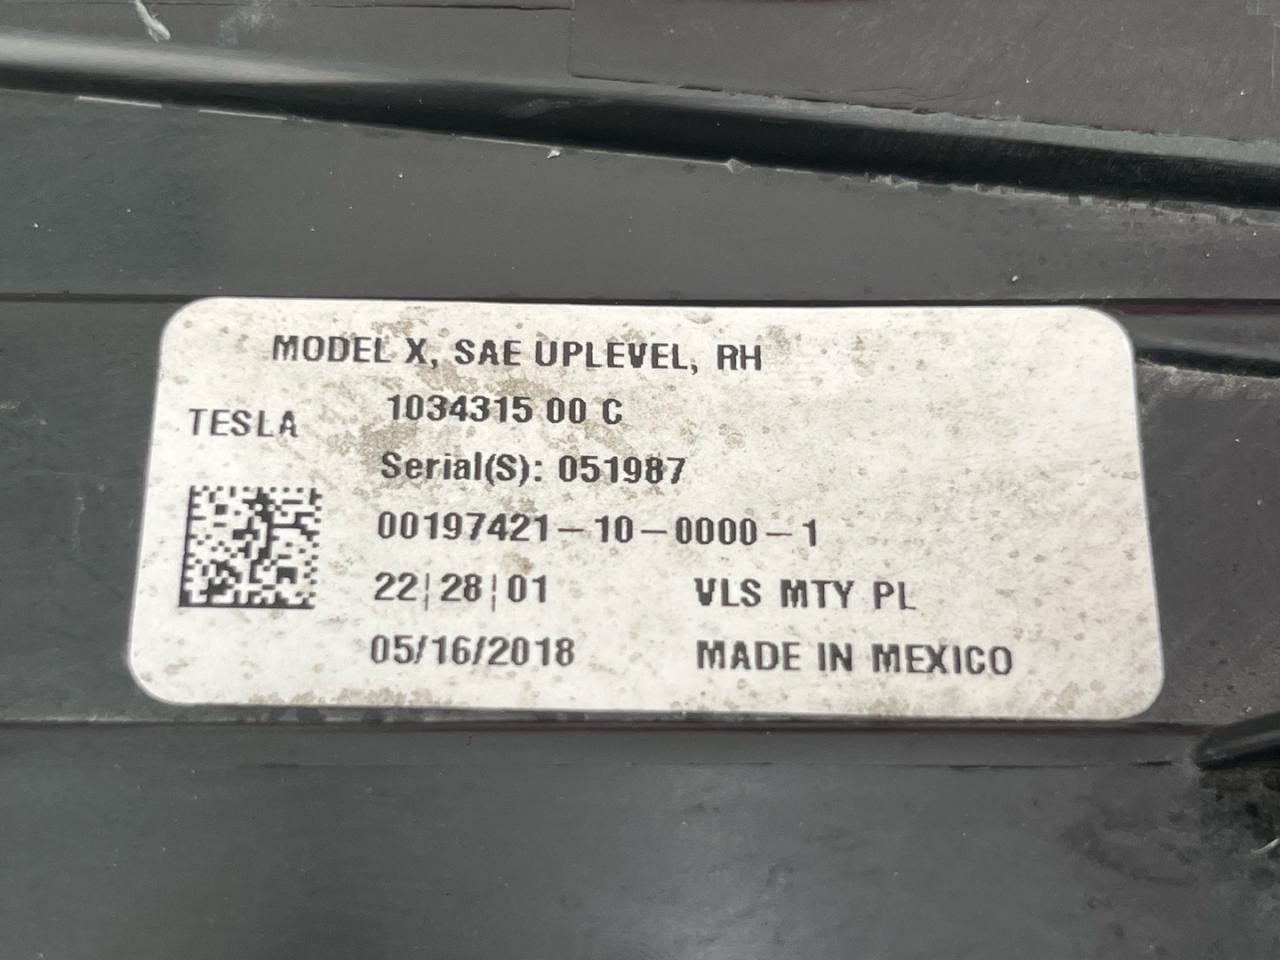 MODEL X, SAE UPLEVEL, RH
TESLA
1034315 00 C
Serial(S): 051987
00197421-10-0000-1
22|28|01 VLS MTY PL
05/16/2018 MADE IN MEXICO